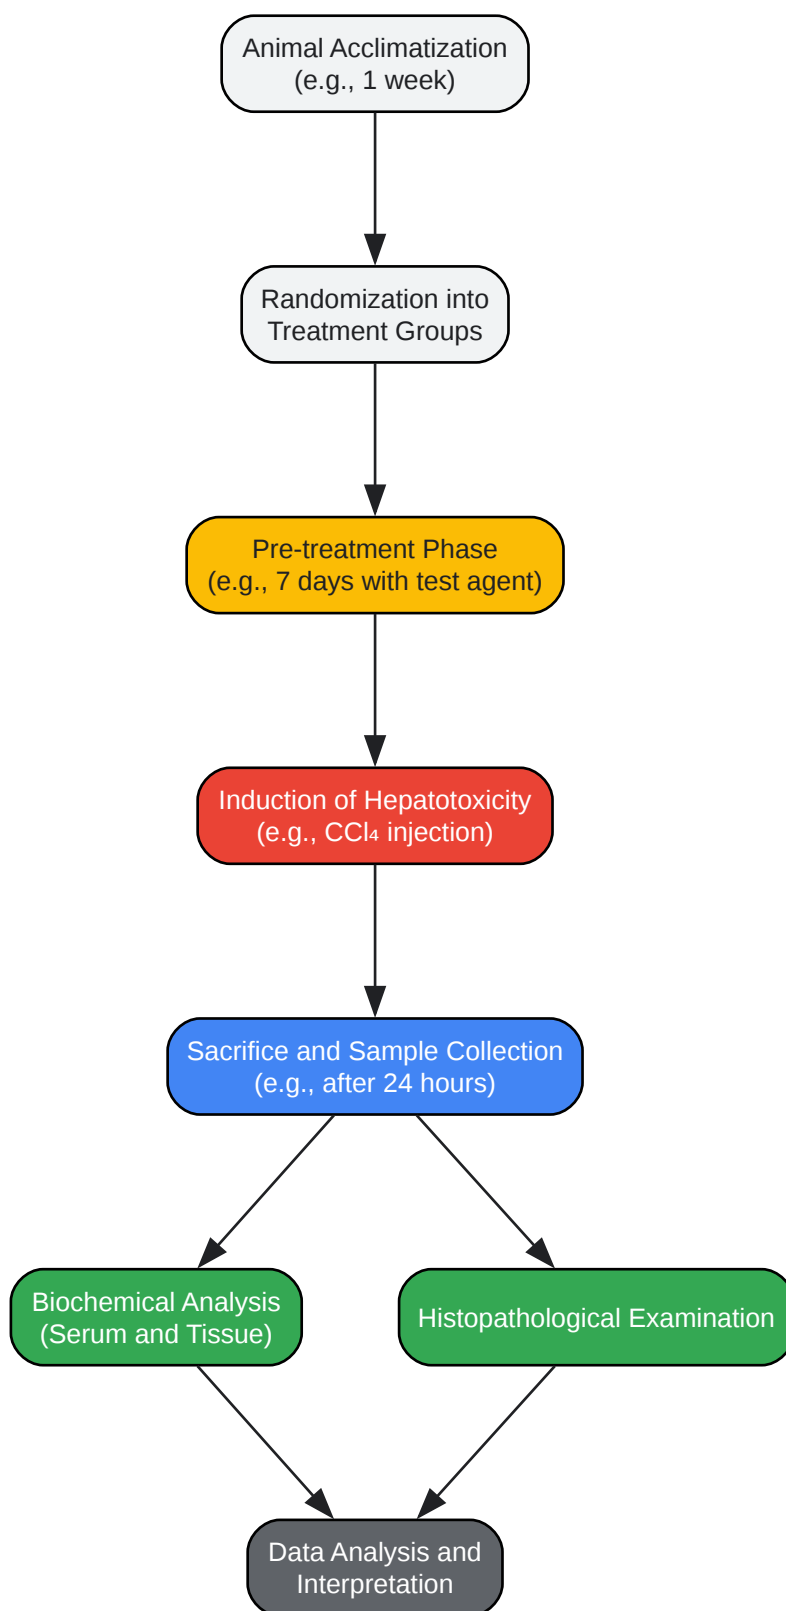 Animal Acclimatization
(e.g., 1 week)
Randomization into
Treatment Groups
Pre-treatment Phase
(e.g., 7 days with test agent)
Induction of Hepatotoxicity
(e.g., CCl₄ injection)
Sacrifice and Sample Collection
(e.g., after 24 hours)
Biochemical Analysis
(Serum and Tissue)
Histopathological Examination
Data Analysis and
Interpretation